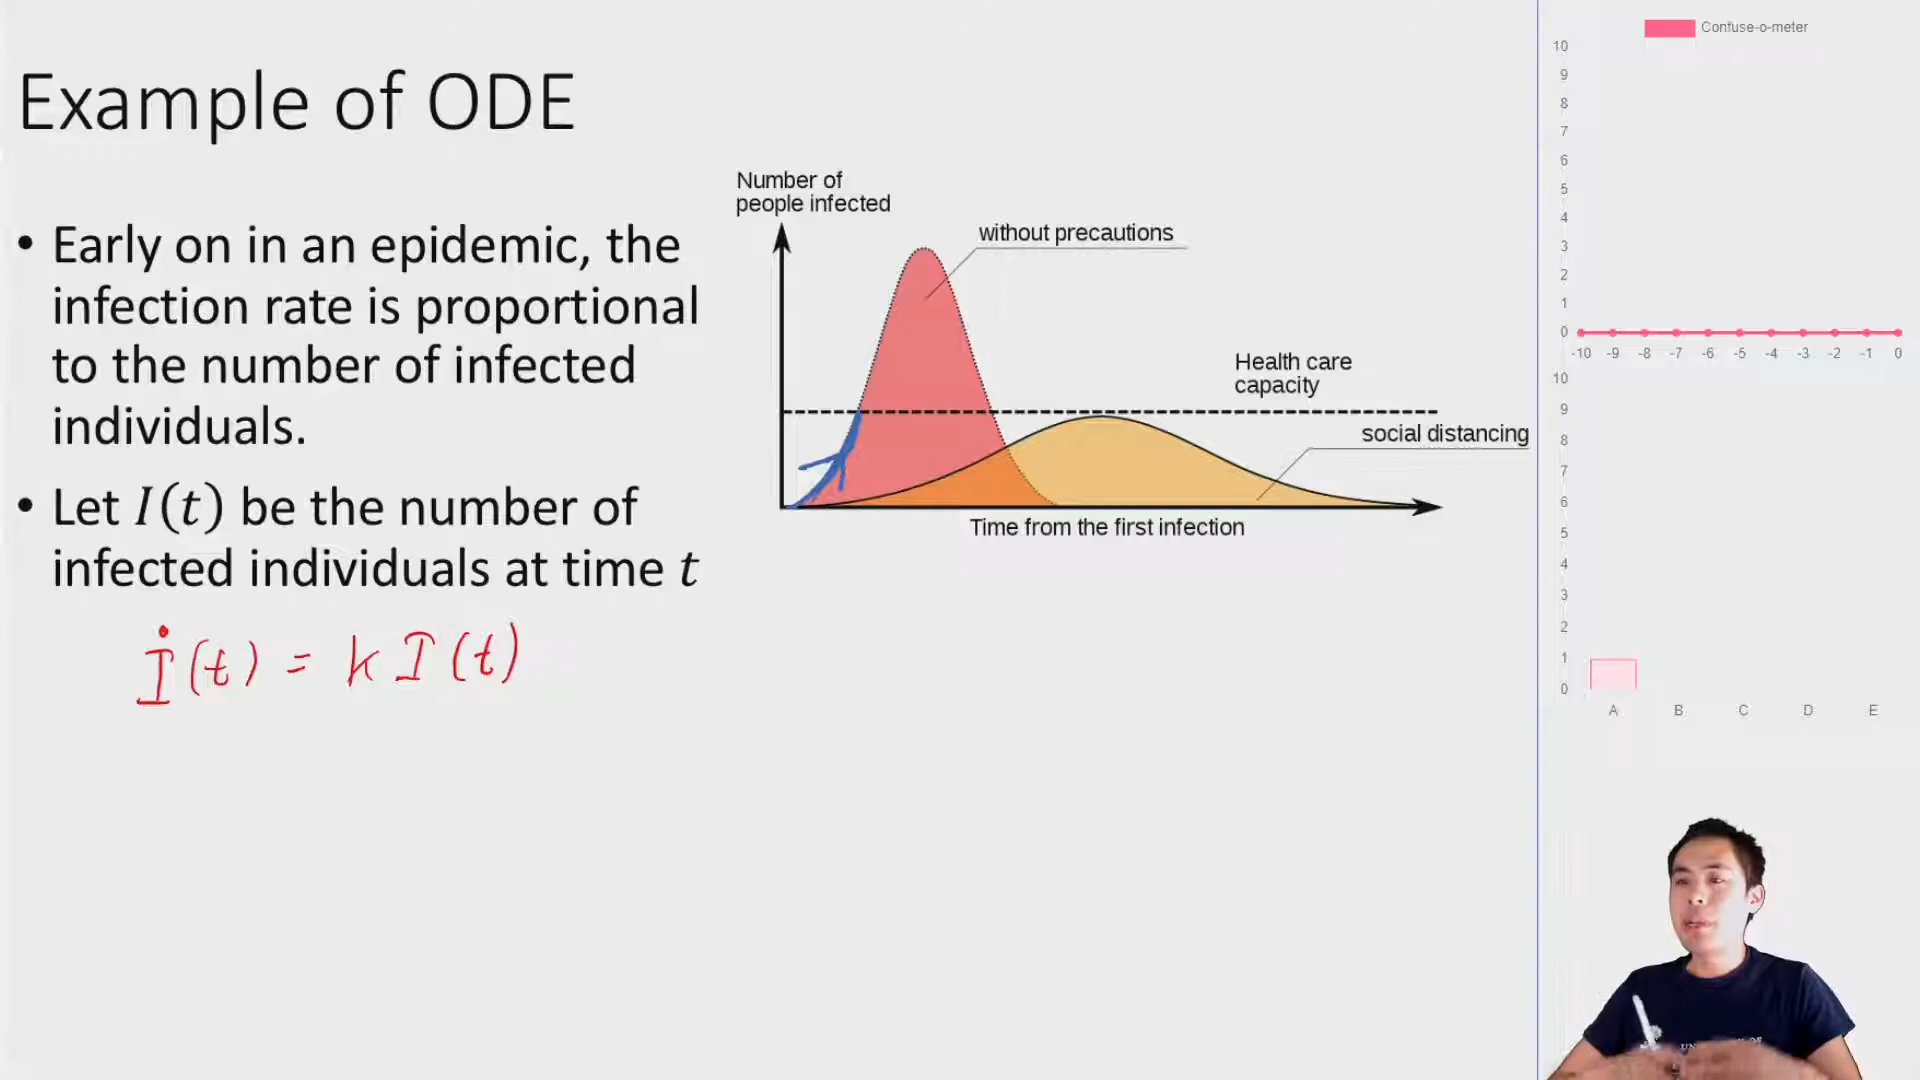 Example of ODE
• Early on in an epidemic, the
infection rate is proportional
to the number of infected
individuals.
• Let I(t) be the number of
infected individuals at time t
İ(t) = k I(t)
Number of
people infected
without precautions
Health care
capacity
social distancing
Time from the first infection
Confuse-o-meter
10
9
8
7
6
5
4
3
2
1
0
-10 -9 -8 -7 -6 -5 -4 -3 -2 -1 0
10
9
8
7
6
5
4
3
2
1
0
A B C D E